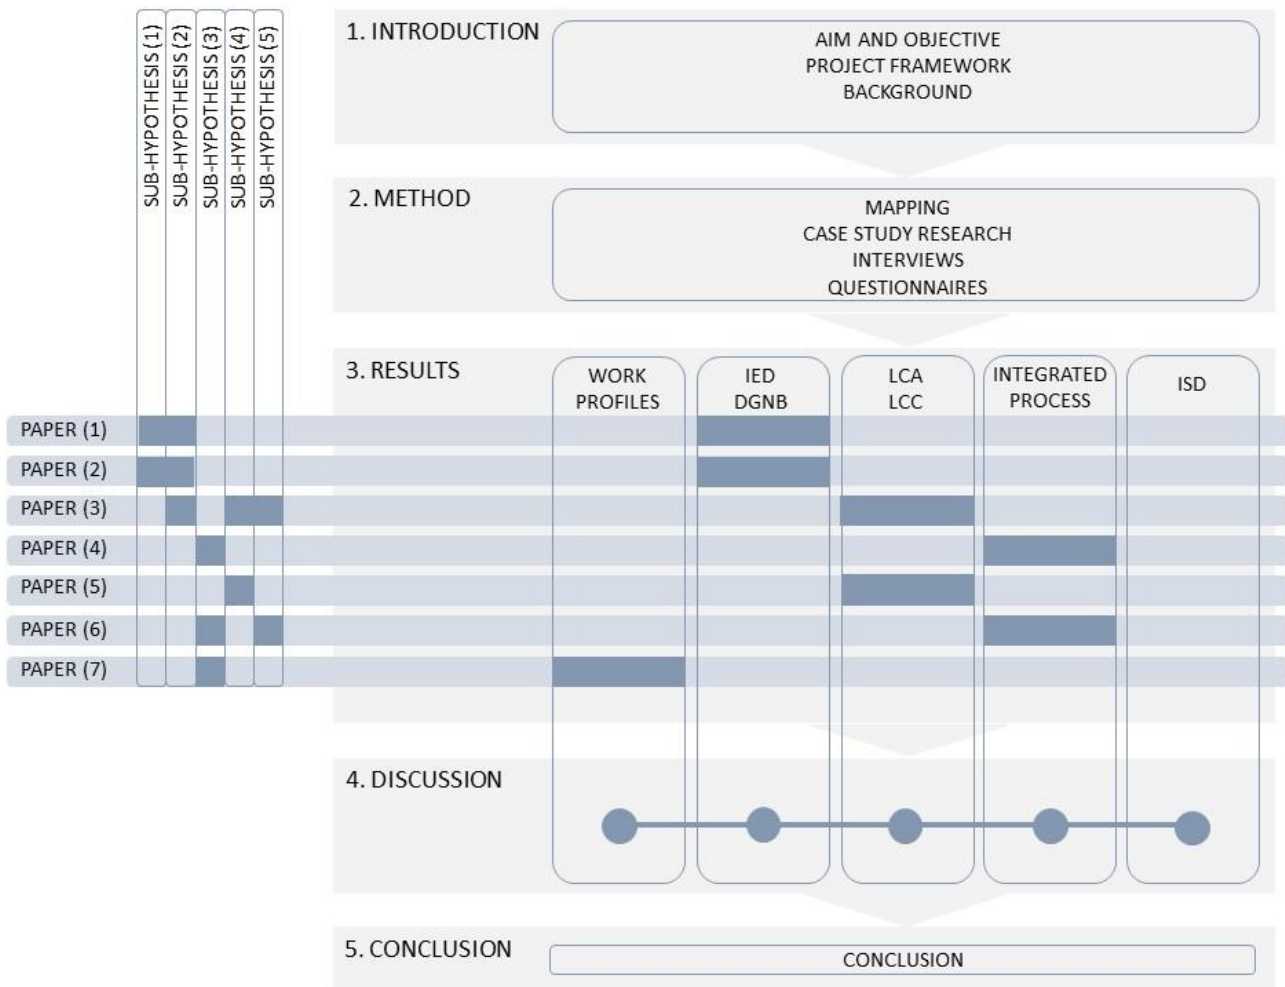 SUB-HYPOTHESIS (1)
SUB-HYPOTHESIS (2)
SUB-HYPOTHESIS (3)
SUB-HYPOTHESIS (4)
SUB-HYPOTHESIS (5)
1. INTRODUCTION
AIM AND OBJECTIVE
PROJECT FRAMEWORK
BACKGROUND
2. METHOD
MAPPING
CASE STUDY RESEARCH
INTERVIEWS
QUESTIONNAIRES
3. RESULTS
WORK
PROFILES
IED
DGNB
LCA
LCC
INTEGRATED
PROCESS
ISD
PAPER (1)
PAPER (2)
PAPER (3)
PAPER (4)
PAPER (5)
PAPER (6)
PAPER (7)
4. DISCUSSION
5. CONCLUSION
CONCLUSION